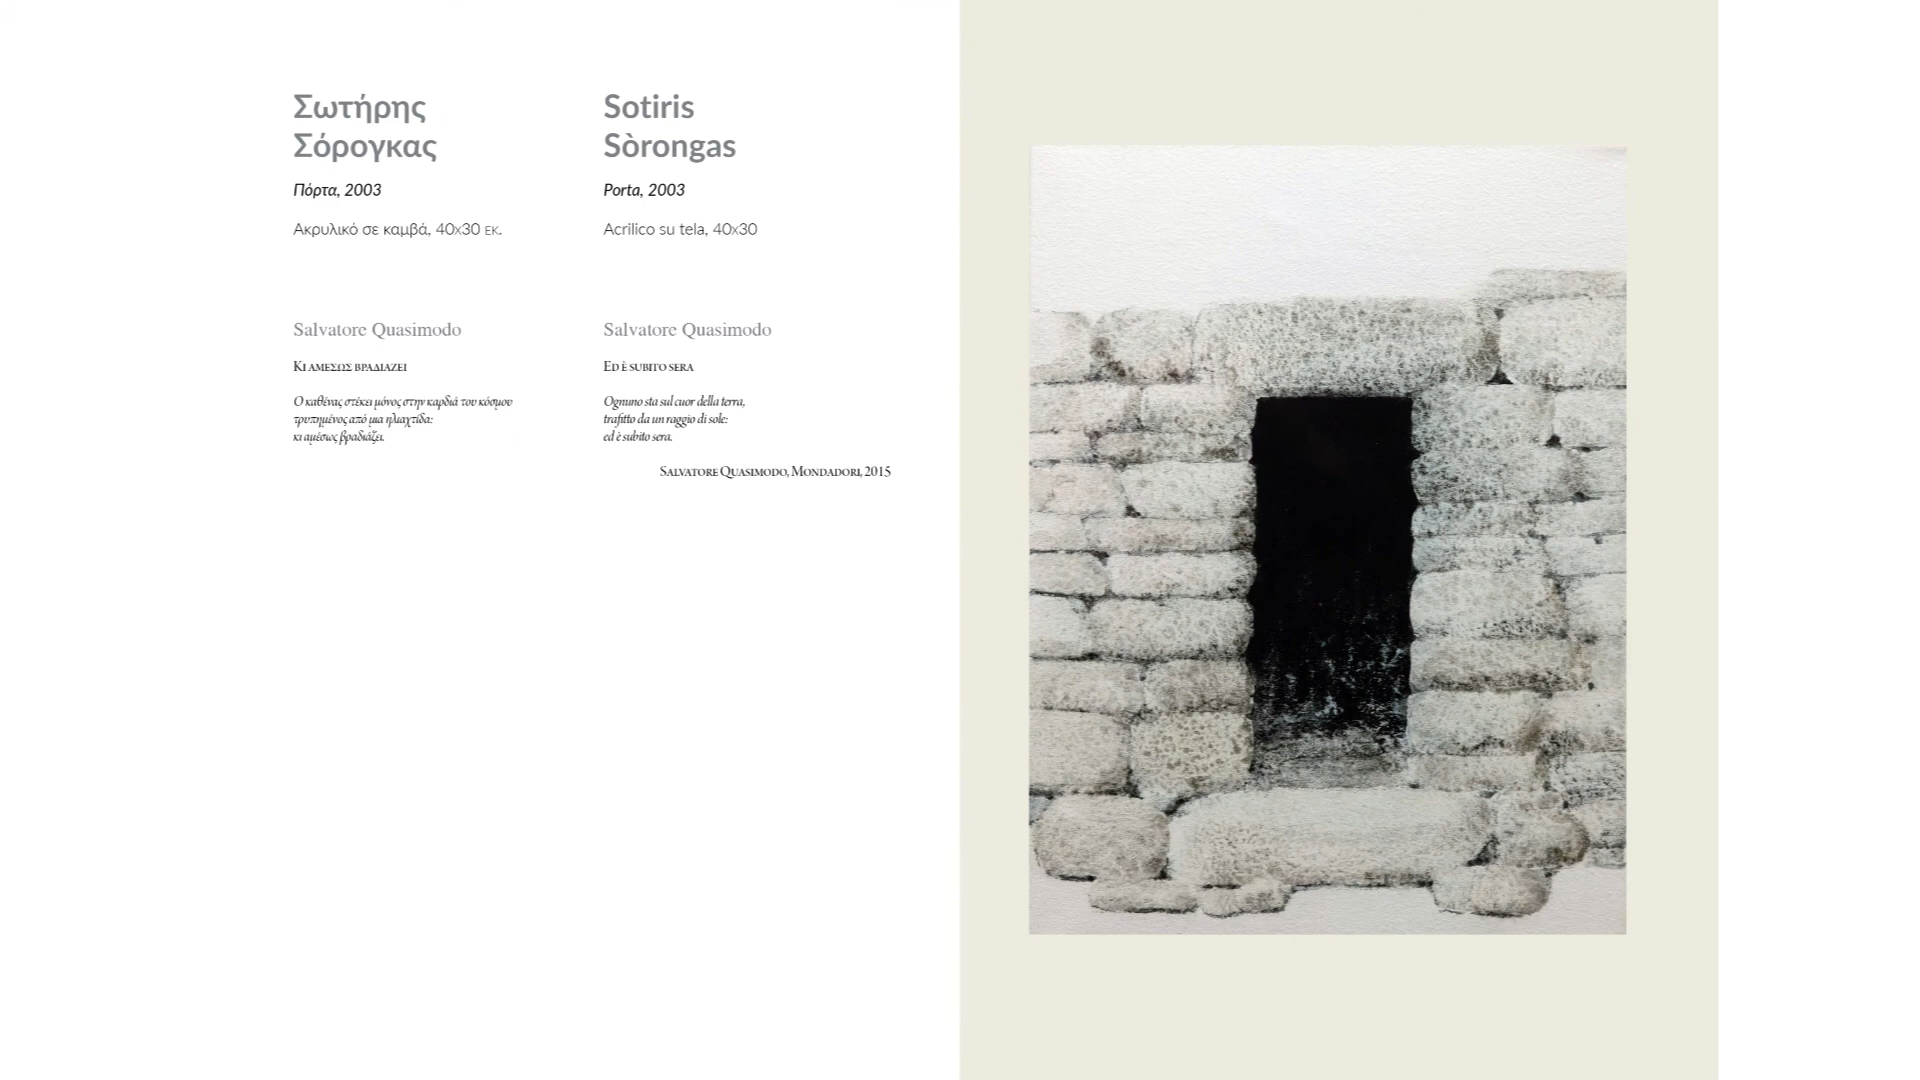 Σωτήρης
Σόρογκας
Πόρτα, 2003
Ακρυλικό σε καμβά, 40x30 εκ.
Salvatore Quasimodo
Κι αμεσως βραδιαζει
Ο καθένας στέκει μόνος στην καρδιά του κόσμου
τρυπημένος από μια ηλιαχτίδα:
κι αμέσως βραδιάζει.
Sotiris
Sòrongas
Porta, 2003
Acrilico su tela, 40x30
Salvatore Quasimodo
Ed è subito sera
Ognuno sta sul cuor della terra,
trafitto da un raggio di sole:
ed è subito sera.
Salvatore Quasimodo, Mondadori, 2015